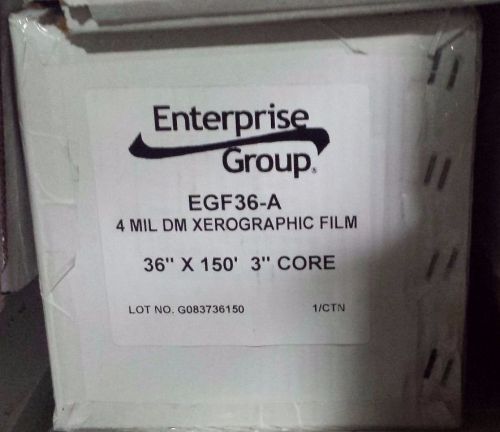 Enterprise
Group®
EGF36-A
4 MIL DM XEROGRAPHIC FILM
36" X 150' 3" CORE
LOT NO. G083736150 1/CTN